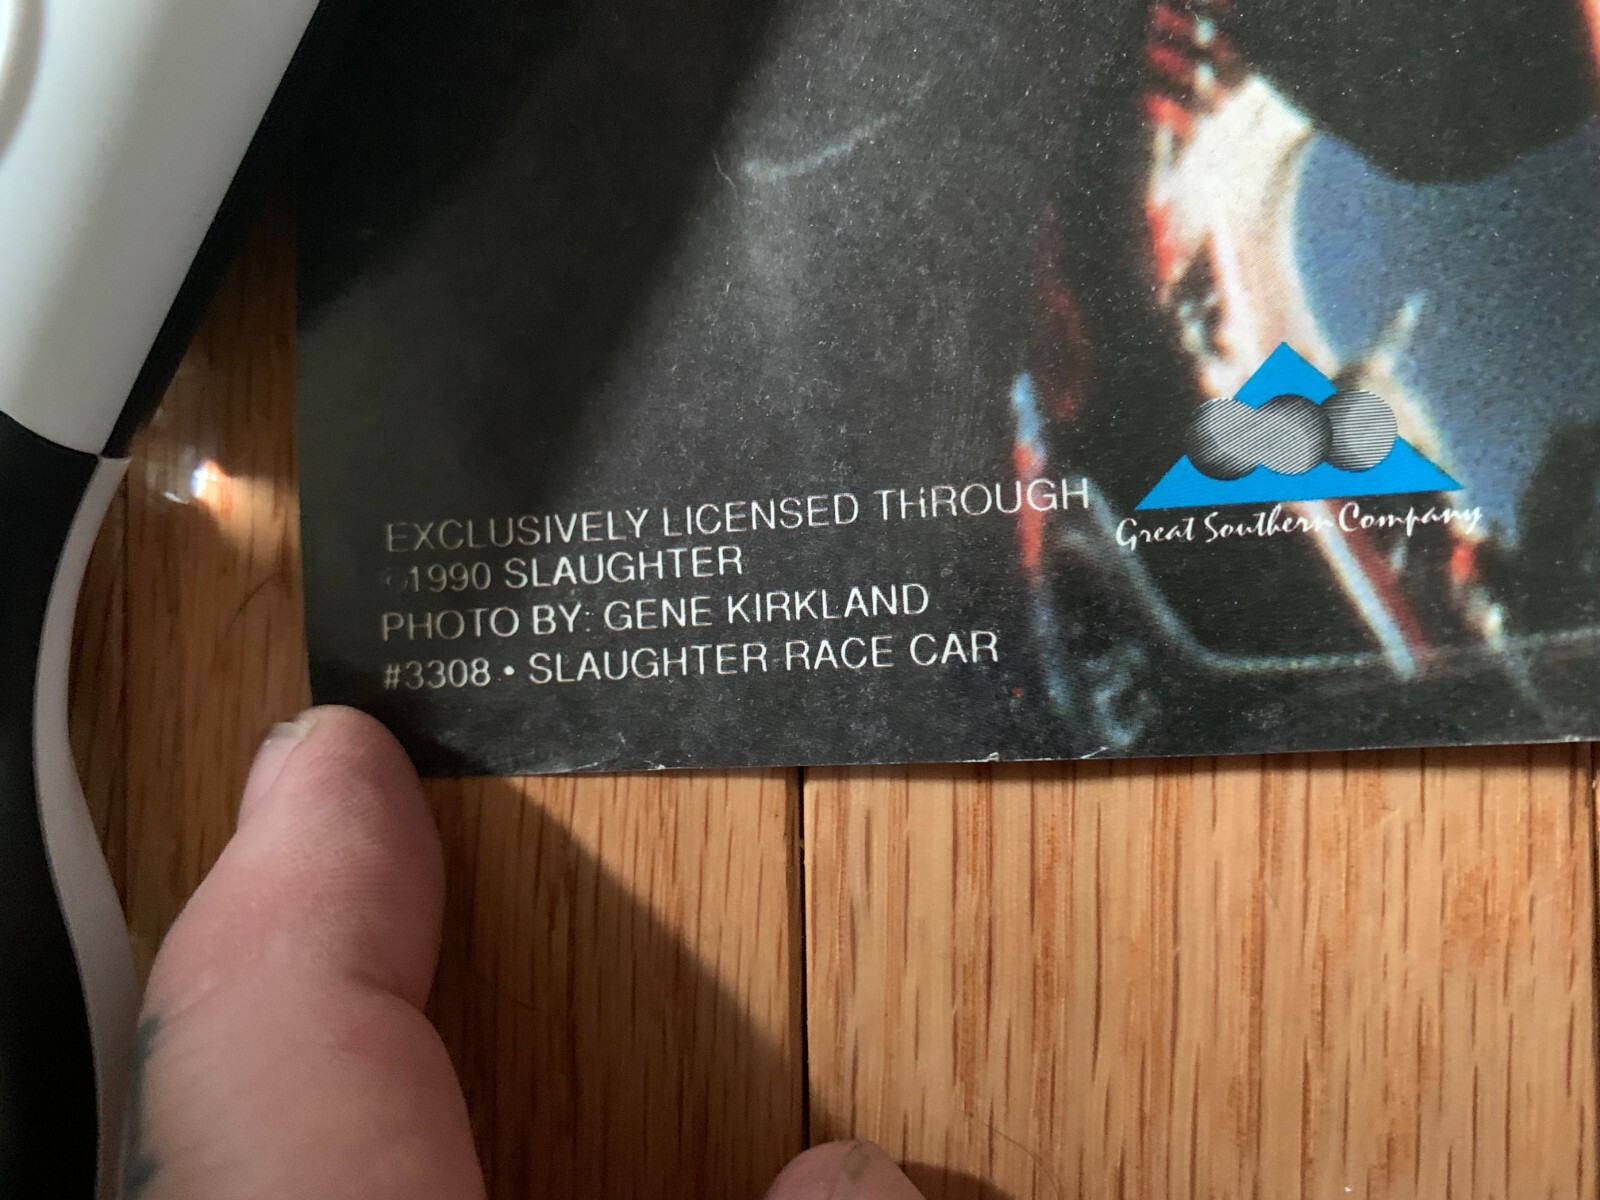 EXCLUSIVELY LICENSED THROUGH
©1990 SLAUGHTER
PHOTO BY: GENE KIRKLAND
#3308 • SLAUGHTER RACE CAR
Great Southern Company